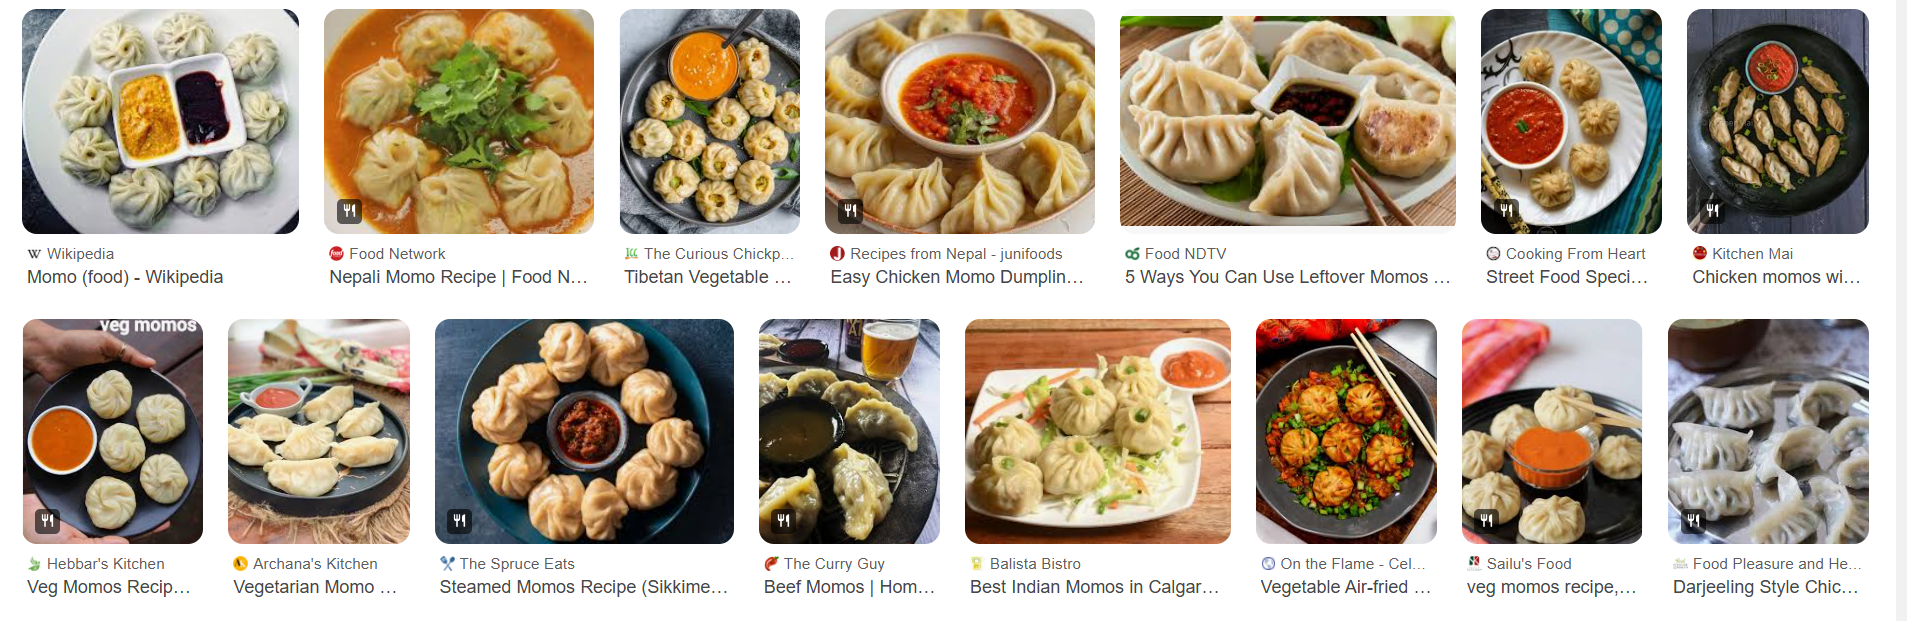 Wikipedia
Momo (food) - Wikipedia
Food Network
Nepali Momo Recipe | Food N...
The Curious Chickp...
Tibetan Vegetable ...
Recipes from Nepal - junifoods
Easy Chicken Momo Dumplin...
Food NDTV
5 Ways You Can Use Leftover Momos ...
Cooking From Heart
Street Food Speci...
Kitchen Mai
Chicken momos wi...
veg momos
Hebbar's Kitchen
Veg Momos Recip...
Archana's Kitchen
Vegetarian Momo ...
The Spruce Eats
Steamed Momos Recipe (Sikkime...
The Curry Guy
Beef Momos | Hom...
Balista Bistro
Best Indian Momos in Calgar...
On the Flame - Cel...
Vegetable Air-fried ...
Sailu's Food
veg momos recipe,...
Food Pleasure and He...
Darjeeling Style Chic...